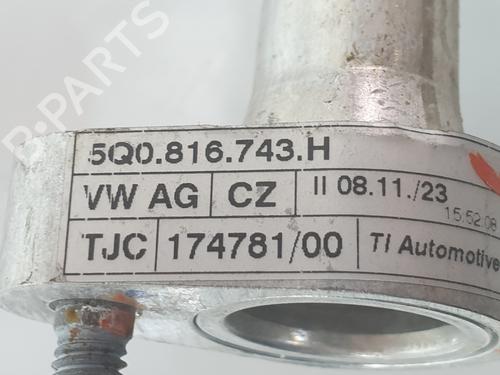 5Q0.816.743.H
VW AG CZ II 08.11./23
15:52:08
TJC 174781/00 TI Automotive
B-PARTS